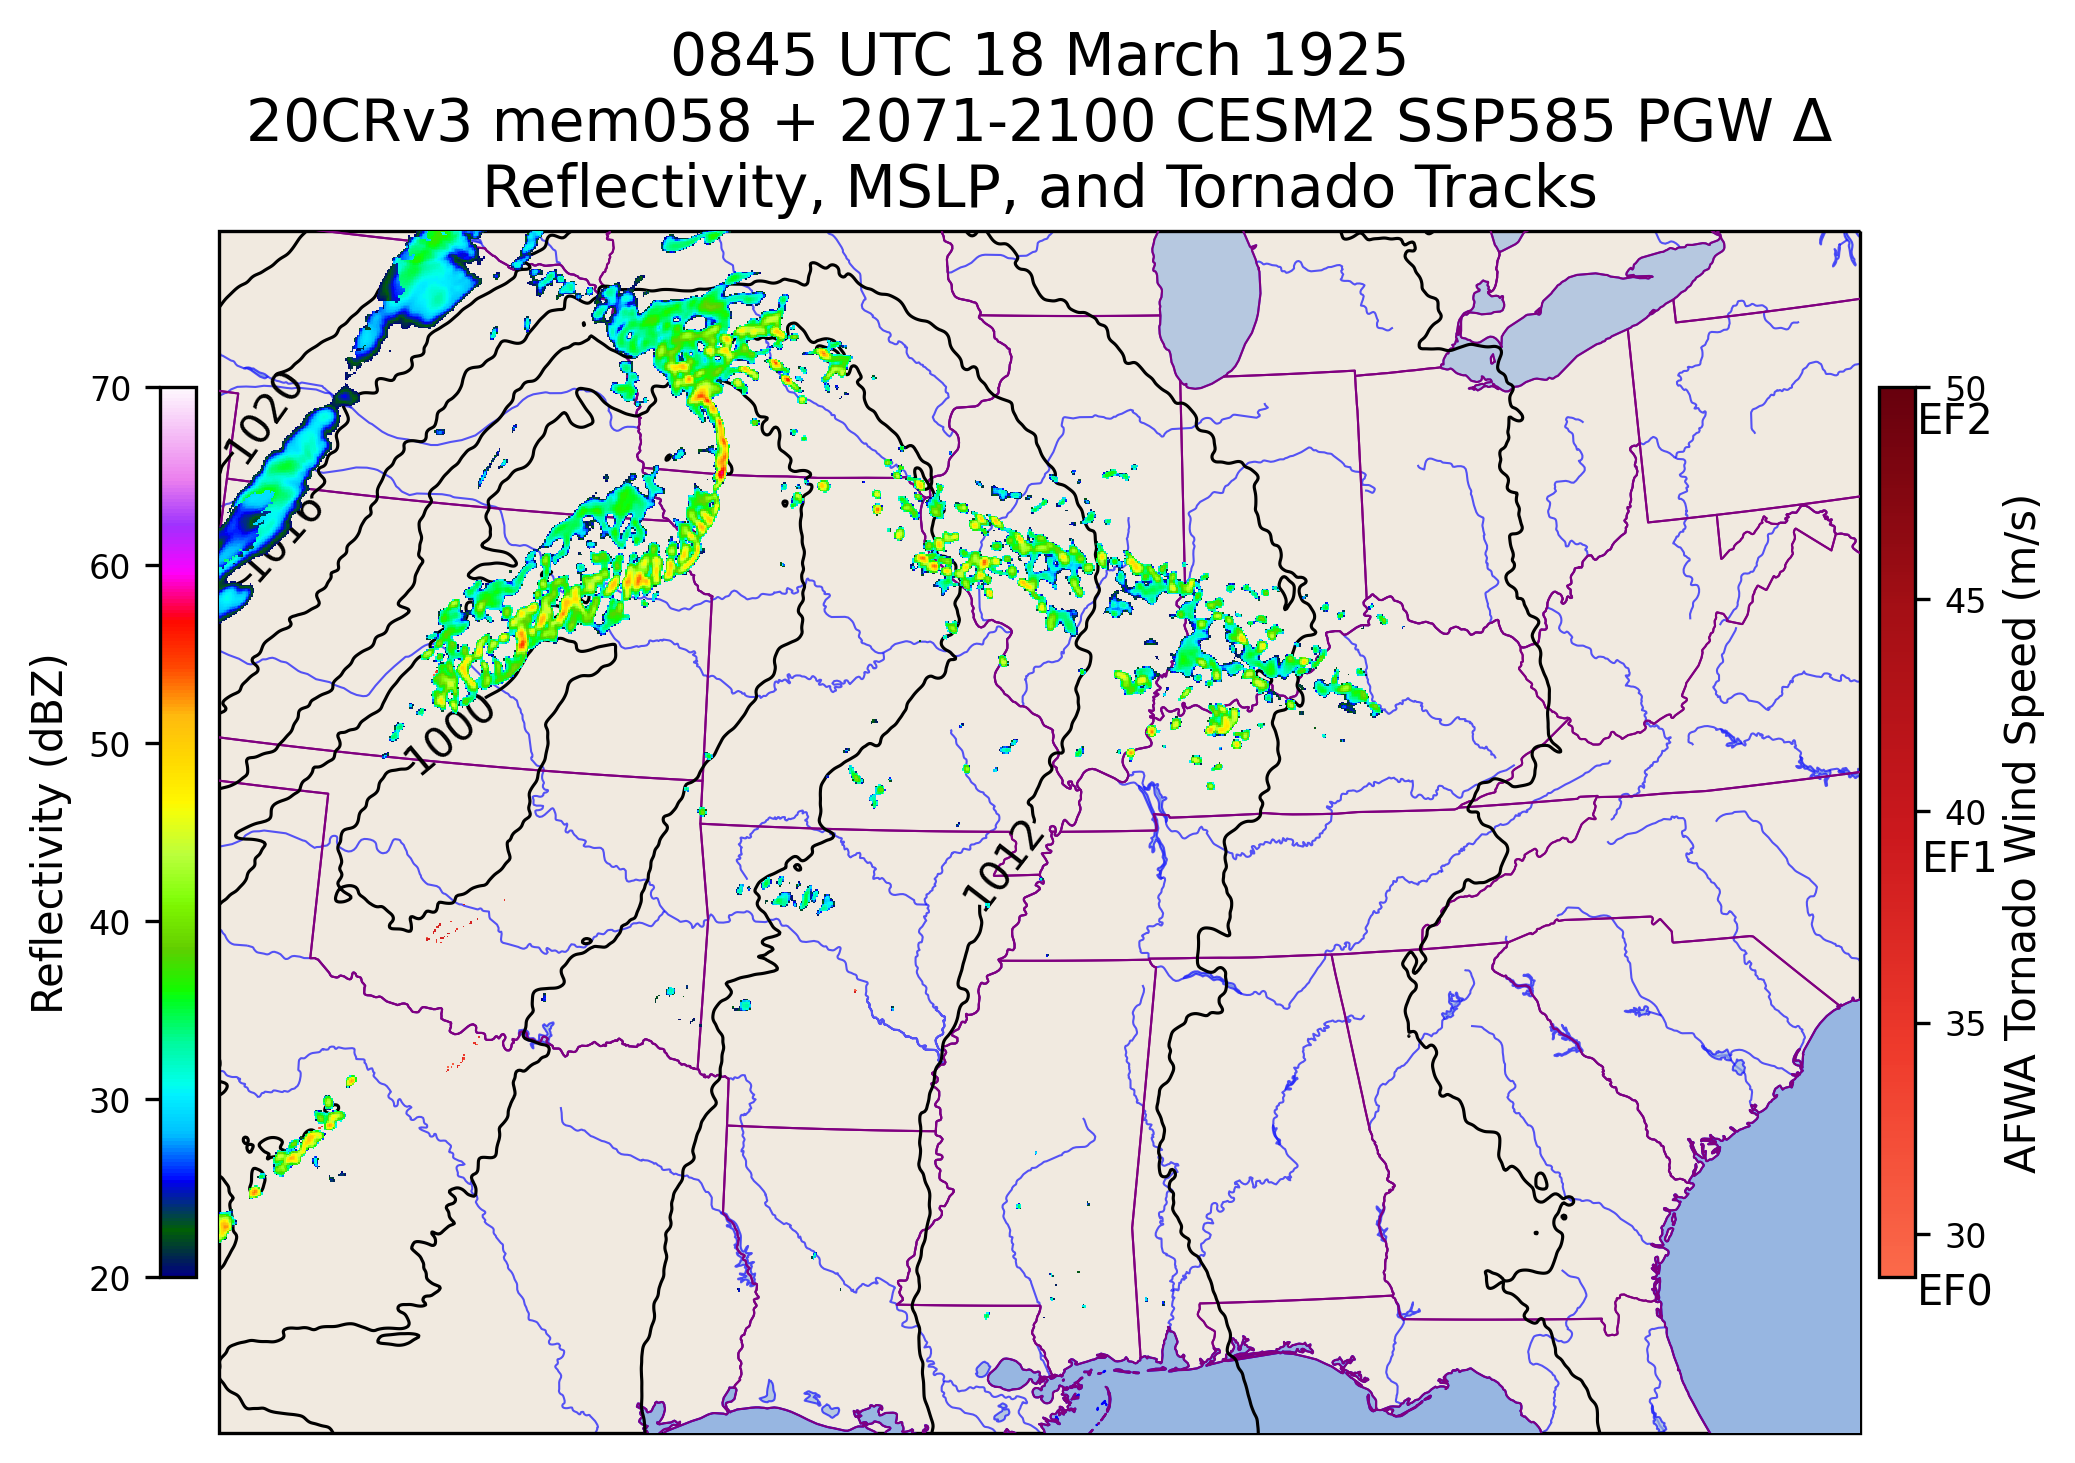 0845 UTC 18 March 1925
20CRv3 mem058 + 2071-2100 CESM2 SSP585 PGW Δ
Reflectivity, MSLP, and Tornado Tracks
70
60
50
40
30
20
Reflectivity (dBZ)
1020
1016
1000
1012
50
EF2
45
40
EF1
35
30
EF0
AFWA Tornado Wind Speed (m/s)